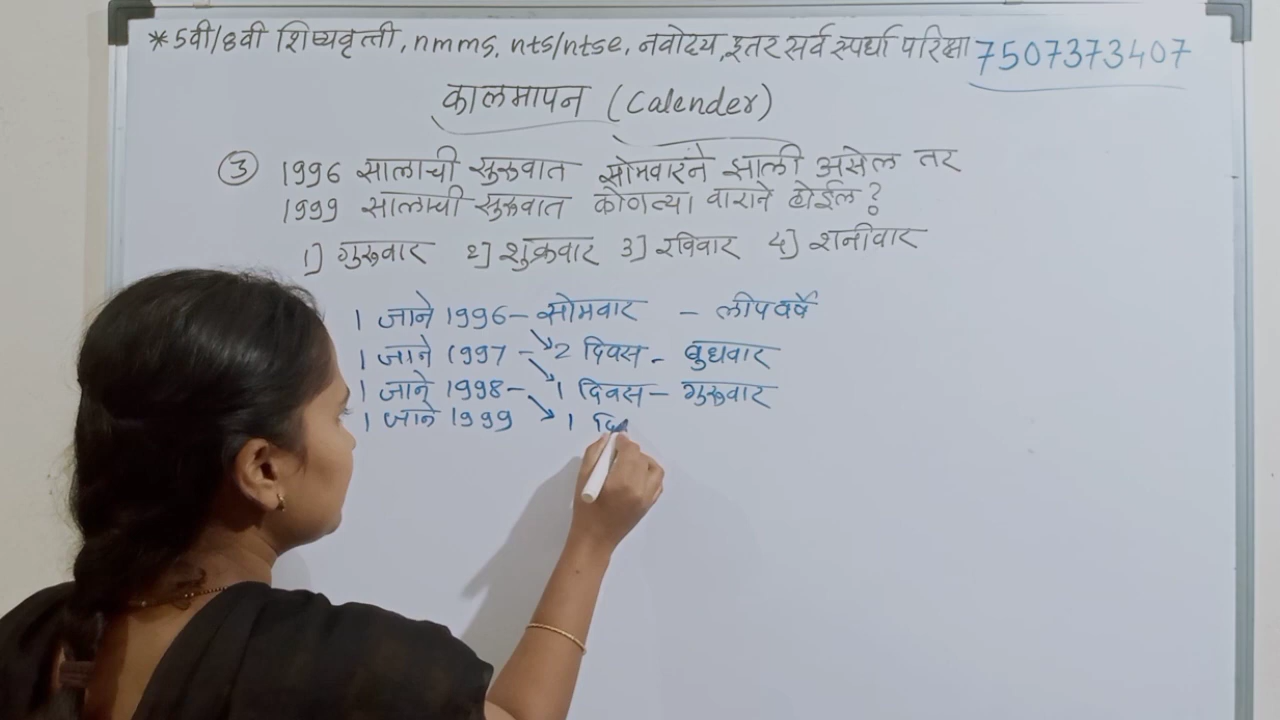 * 5वी/8वी शिष्यवृत्ती, nmms, nts/ntse, नवोदय, इतर सर्व स्पर्धा परिक्षा 7507373407
कालमापन (Calender)
③ 1996 सालाची सुरुवात सोमवारने झाली असेल तर
1999 सालाची सुरुवात कोणत्या वाराने होईल?
1] गुरुवार 2] शुक्रवार 3] रविवार 4] शनीवार
1 जाने 1996 - सोमवार - लीपवर्षे
1 जाने 1997 - 2 दिवस - बुधवार
1 जाने 1998 - 1 दिवस - गुरुवार
1 जाने 1999 1 दि